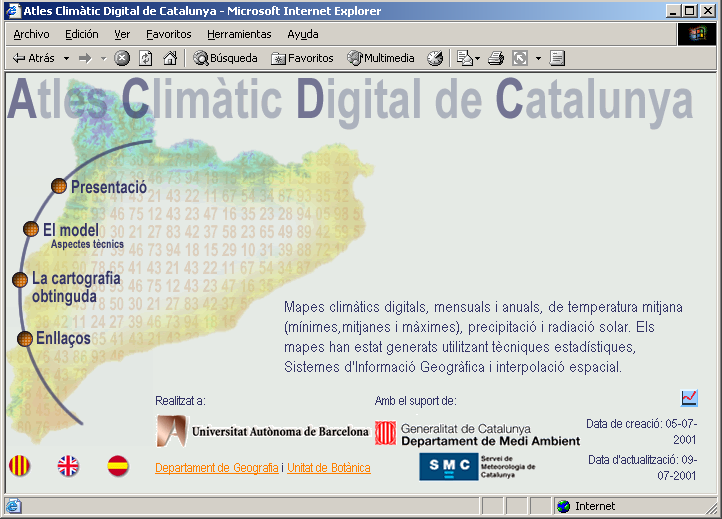 Atles Climàtic Digital de Catalunya - Microsoft Internet Explorer
Archivo Edición Ver Favoritos Herramientas Ayuda
Atrás Búsqueda Favoritos Multimedia
Atles Climàtic Digital de Catalunya
Presentació
El model
Aspectes tècnics
La cartografia
obtinguda
Enllaços
Mapes climàtics digitals, mensuals i anuals, de temperatura mitjana
(mínimes,mitjanes i màximes), precipitació i radiació solar. Els
mapes han estat generats utilitzant tècniques estadístiques,
Sistemes d'Informació Geogràfica i interpolació espacial.
Realitzat a:
Universitat Autònoma de Barcelona
Departament de Geografia i Unitat de Botànica
Amb el suport de:
Generalitat de Catalunya
Departament de Medi Ambient
SMC
Servei de
Meteorologia de
Catalunya
Data de creació: 05-07-
2001
Data d'actualització: 09-
07-2001
Internet